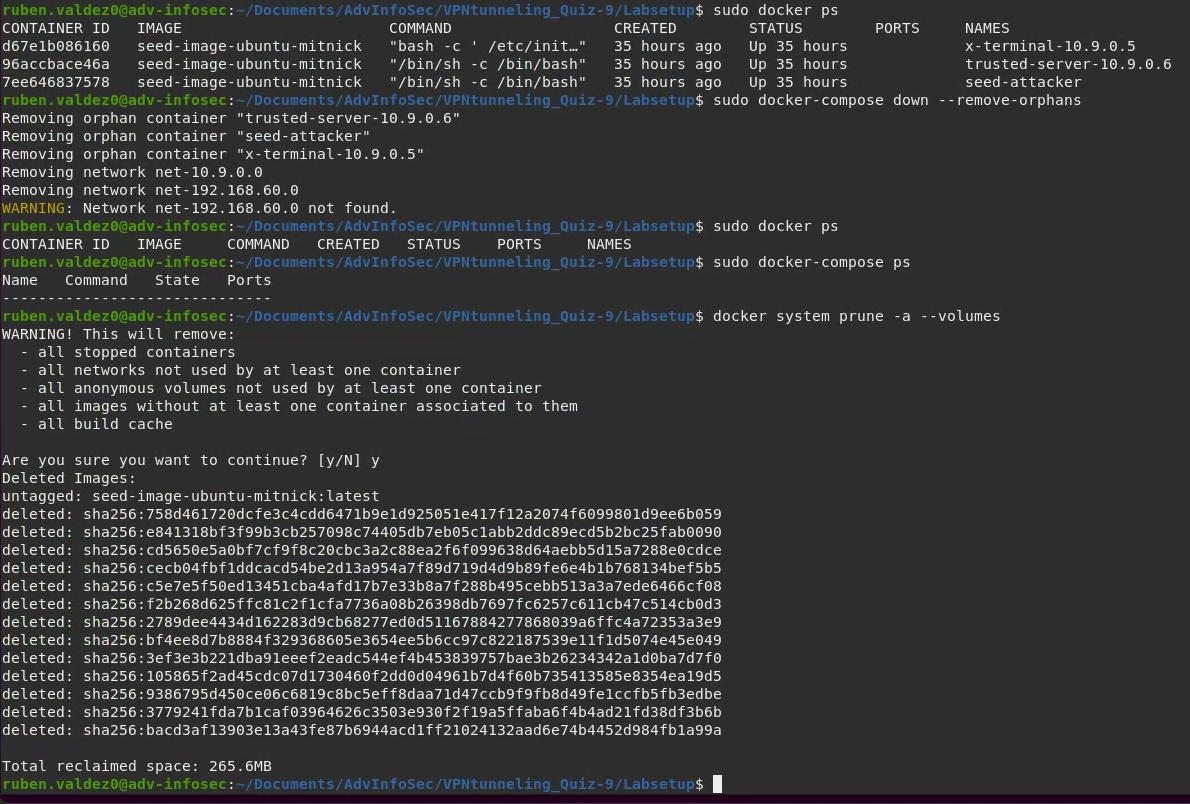 ruben.valdez0@adv-infosec:~/Documents/AdvInfoSec/VPNtunneling_Quiz-9/Labsetup$ sudo docker ps
CONTAINER ID   IMAGE                       COMMAND                  CREATED        STATUS        PORTS     NAMES
d67e1b086160   seed-image-ubuntu-mitnick   "bash -c ' /etc/init…"   35 hours ago   Up 35 hours             x-terminal-10.9.0.5
96accbace46a   seed-image-ubuntu-mitnick   "/bin/sh -c /bin/bash"   35 hours ago   Up 35 hours             trusted-server-10.9.0.6
7ee646837578   seed-image-ubuntu-mitnick   "/bin/sh -c /bin/bash"   35 hours ago   Up 35 hours             seed-attacker
ruben.valdez0@adv-infosec:~/Documents/AdvInfoSec/VPNtunneling_Quiz-9/Labsetup$ sudo docker-compose down --remove-orphans
Removing orphan container "trusted-server-10.9.0.6"
Removing orphan container "seed-attacker"
Removing orphan container "x-terminal-10.9.0.5"
Removing network net-10.9.0.0
Removing network net-192.168.60.0
WARNING: Network net-192.168.60.0 not found.
ruben.valdez0@adv-infosec:~/Documents/AdvInfoSec/VPNtunneling_Quiz-9/Labsetup$ sudo docker ps
CONTAINER ID   IMAGE     COMMAND   CREATED   STATUS    PORTS     NAMES
ruben.valdez0@adv-infosec:~/Documents/AdvInfoSec/VPNtunneling_Quiz-9/Labsetup$ sudo docker-compose ps
Name   Command   State   Ports
------------------------------
ruben.valdez0@adv-infosec:~/Documents/AdvInfoSec/VPNtunneling_Quiz-9/Labsetup$ docker system prune -a --volumes
WARNING! This will remove:
  - all stopped containers
  - all networks not used by at least one container
  - all anonymous volumes not used by at least one container
  - all images without at least one container associated to them
  - all build cache

Are you sure you want to continue? [y/N] y
Deleted Images:
untagged: seed-image-ubuntu-mitnick:latest
deleted: sha256:758d461720dcfe3c4cdd6471b9e1d925051e417f12a2074f6099801d9ee6b059
deleted: sha256:e841318bf3f99b3cb257098c74405db7eb05c1abb2ddc89ecd5b2bc25fab0090
deleted: sha256:cd5650e5a0bf7cf9f8c20cbc3a2c88ea2f6f099638d64aebb5d15a7288e0cdce
deleted: sha256:cecb04fbf1ddcacd54be2d13a954a7f89d719d4d9b89fe6e4b1b768134bef5b5
deleted: sha256:c5e7e5f50ed13451cba4afd17b7e33b8a7f288b495cebb513a3a7ede6466cf08
deleted: sha256:f2b268d625ffc81c2f1cfa7736a08b26398db7697fc6257c611cb47c514cb0d3
deleted: sha256:2789dee4434d162283d9cb68277ed0d51167884277868039a6ffc4a72353a3e9
deleted: sha256:bf4ee8d7b8884f329368605e3654ee5b6cc97c822187539e11f1d5074e45e049
deleted: sha256:3ef3e3b221dba91eeef2eadc544ef4b453839757bae3b26234342a1d0ba7d7f0
deleted: sha256:105865f2ad45cdc07d1730460f2dd0d04961b7d4f60b735413585e8354ea19d5
deleted: sha256:9386795d450ce06c6819c8bc5eff8daa71d47ccb9f9fb8d49fe1ccfb5fb3edbe
deleted: sha256:3779241fda7b1caf03964626c3503e930f2f19a5ffaba6f4b4ad21fd38df3b6b
deleted: sha256:bacd3af13903e13a43fe87b6944acd1ff21024132aad6e74b4452d984fb1a99a

Total reclaimed space: 265.6MB
ruben.valdez0@adv-infosec:~/Documents/AdvInfoSec/VPNtunneling_Quiz-9/Labsetup$